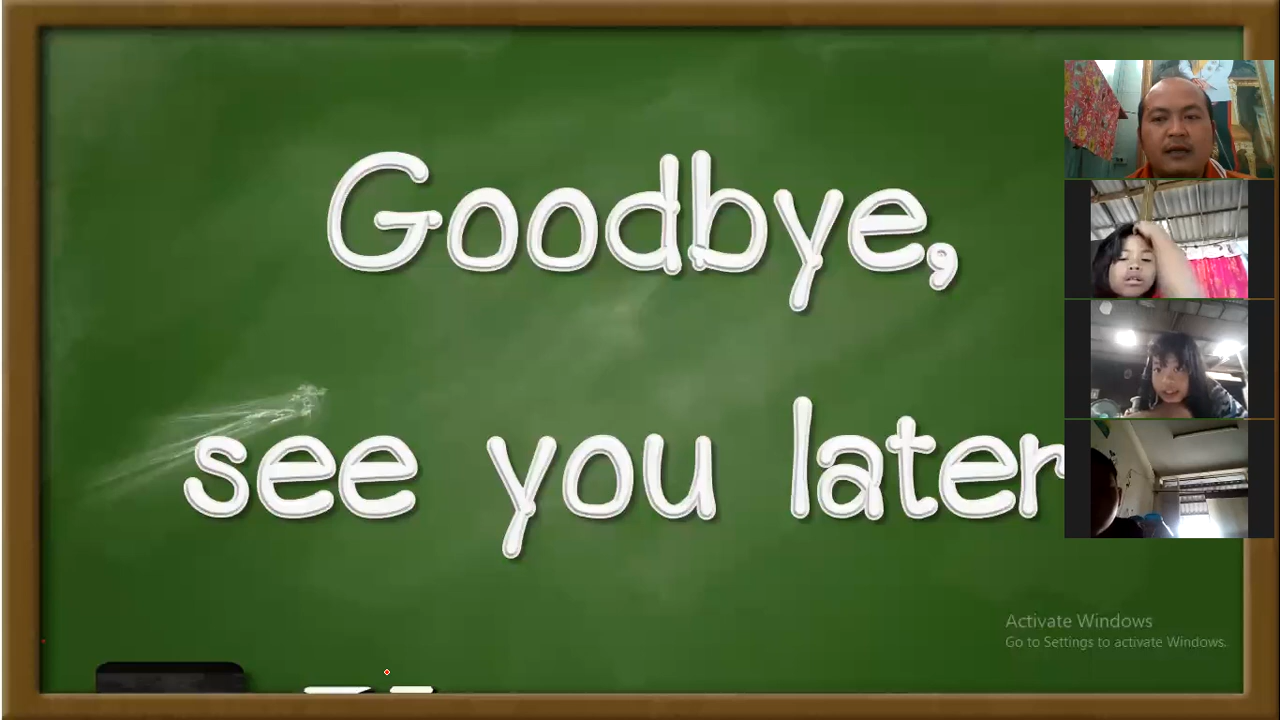 Goodbye,
see you later
Activate Windows
Go to Settings to activate Windows.